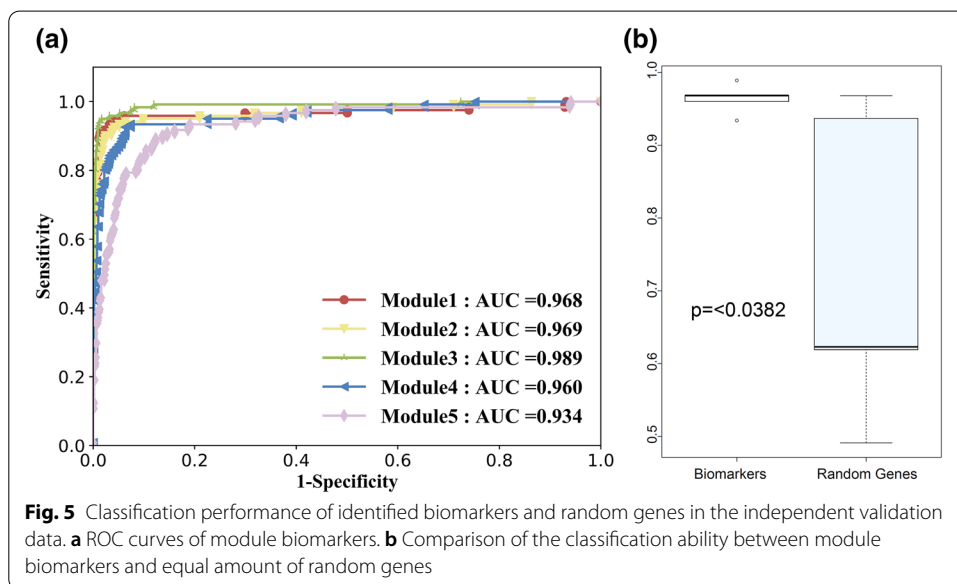 (a)
Sensitivity
1.0
0.8
0.6
0.4
0.2
0.0
Module1 : AUC =0.968
Module2 : AUC =0.969
Module3 : AUC =0.989
Module4 : AUC =0.960
Module5 : AUC =0.934
0.0 0.2 0.4 0.6 0.8 1.0
1-Specificity
(b)
1.0
0.9
0.8
0.7
0.6
0.5
p=<0.0382
Biomarkers Random Genes
Fig. 5 Classification performance of identified biomarkers and random genes in the independent validation
data. a ROC curves of module biomarkers. b Comparison of the classification ability between module
biomarkers and equal amount of random genes